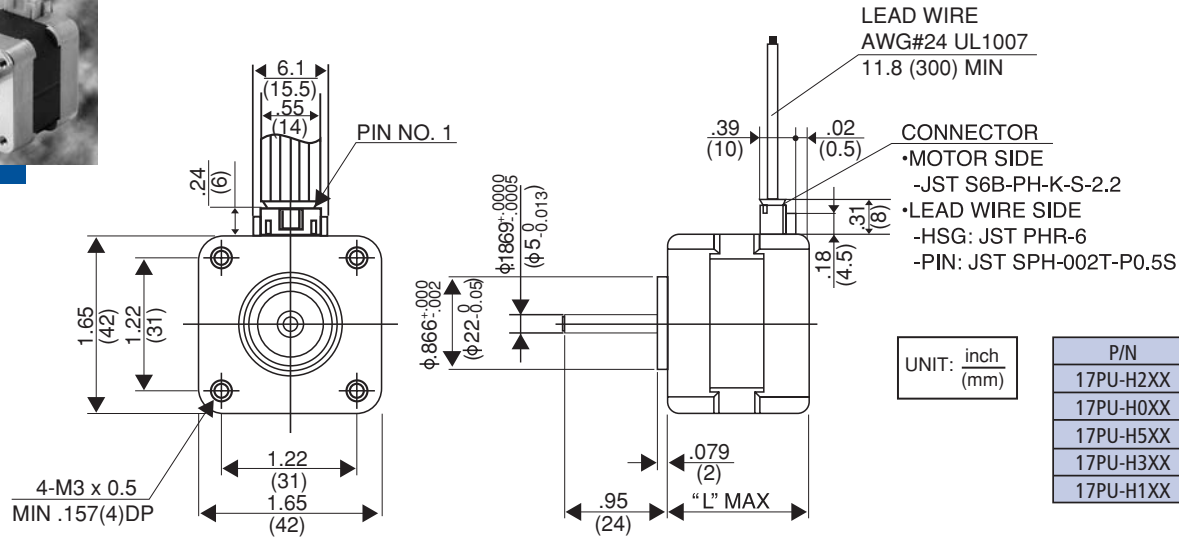 LEAD WIRE
AWG#24 UL1007
11.8 (300) MIN
6.1
(15.5)
.55
(14)
PIN NO. 1
.24
(6)
.39
(10)
.02
(0.5)
CONNECTOR
•MOTOR SIDE
-JST S6B-PH-K-S-2.2
•LEAD WIRE SIDE
-HSG: JST PHR-6
-PIN: JST SPH-002T-P0.5S
.31
(8)
.18
(4.5)
ϕ.1869+.0000 -.0005
(ϕ5 0 -0.013)
ϕ.866+.000 -.002
(ϕ22 0 -0.05)
1.65
(42)
1.22
(31)
1.22
(31)
1.65
(42)
4-M3 x 0.5
MIN .157(4)DP
.079
(2)
.95
(24)
“L” MAX
UNIT: inch
(mm)
P/N
17PU-H2XX
17PU-H0XX
17PU-H5XX
17PU-H3XX
17PU-H1XX